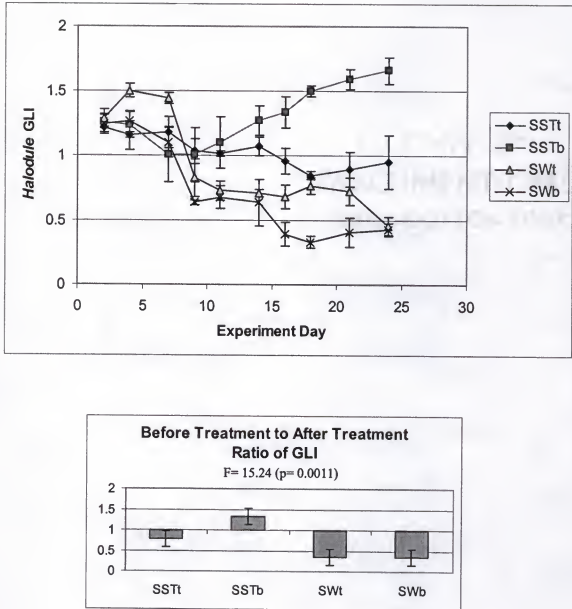 2
1.5
1
0.5
0
Halodule GLI
0 5 10 15 20 25 30
Experiment Day
SSTt
SSTb
SWt
SWb
Before Treatment to After Treatment
Ratio of GLI
F= 15.24 (p= 0.0011)
2
1.5
1
0.5
0
SSTt SSTb SWt SWb